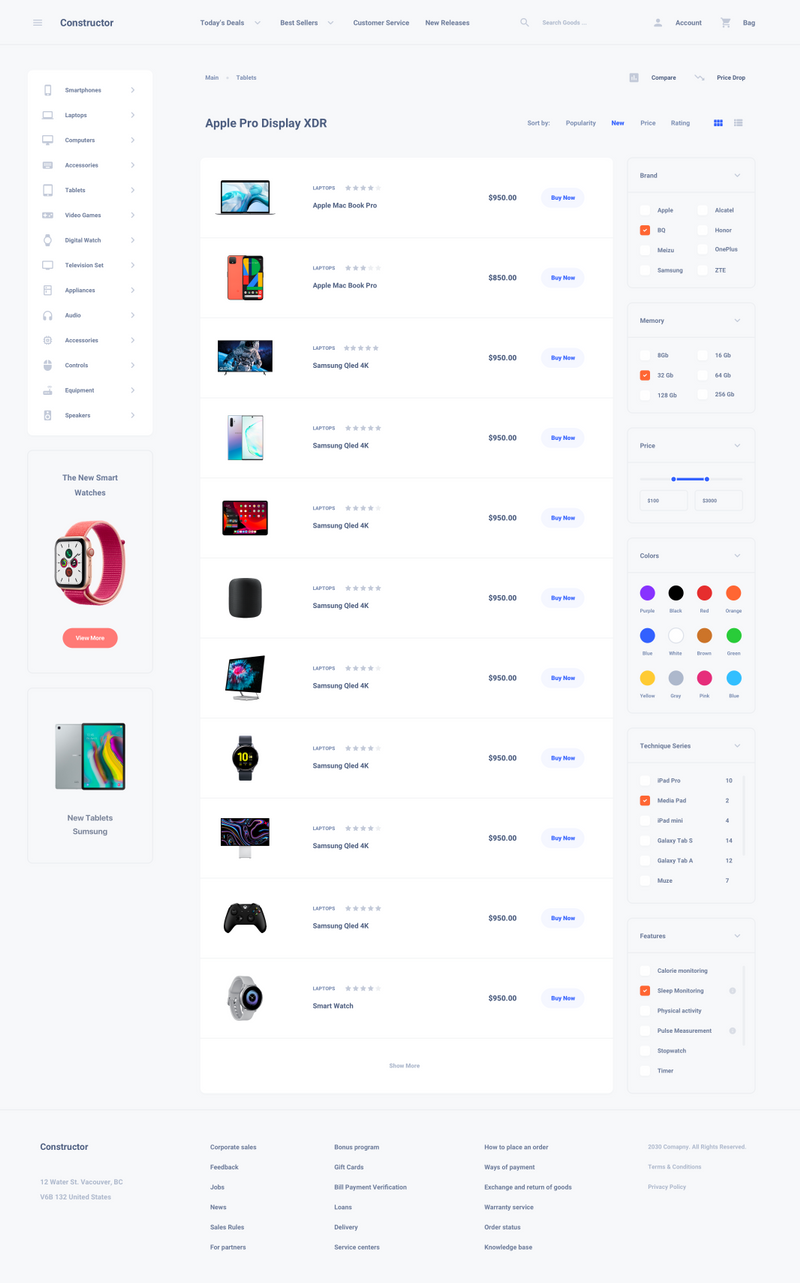 Constructor
Today's Deals
Best Sellers
Customer Service
New Releases
Search Goods ...
Account
Bag
Smartphones
Laptops
Computers
Accessories
Tablets
Video Games
Digital Watch
Television Set
Appliances
Audio
Accessories
Controls
Equipment
Speakers
The New Smart
Watches
View More
New Tablets
Sumsung
Main > Tablets
Compare
Price Drop
Apple Pro Display XDR
Sort by: Popularity New Price Rating
LAPTOPS
Apple Mac Book Pro
$950.00
Buy Now
LAPTOPS
Apple Mac Book Pro
$850.00
Buy Now
LAPTOPS
Samsung Qled 4K
$950.00
Buy Now
LAPTOPS
Samsung Qled 4K
$950.00
Buy Now
LAPTOPS
Samsung Qled 4K
$950.00
Buy Now
LAPTOPS
Samsung Qled 4K
$950.00
Buy Now
LAPTOPS
Samsung Qled 4K
$950.00
Buy Now
LAPTOPS
Samsung Qled 4K
$950.00
Buy Now
10
LAPTOPS
Samsung Qled 4K
$950.00
Buy Now
LAPTOPS
Samsung Qled 4K
$950.00
Buy Now
LAPTOPS
Smart Watch
$950.00
Buy Now
Show More
Brand
Apple Alcatel
BQ Honor
Meizu OnePlus
Samsung ZTE
Memory
8Gb 16 Gb
32 Gb 64 Gb
128 Gb 256 Gb
Price
$100 $3000
Colors
Purple Black Red Orange
Blue White Brown Green
Yellow Grey Pink Blue
Technique Series
iPad Pro 10
Media Pad 2
iPad mini 4
Galaxy Tab S 14
Galaxy Tab A 12
Muze 7
Features
Calorie monitoring
Sleep Monitoring
Physical activity
Pulse Measurement
Stopwatch
Timer
Constructor
12 Water St. Vacouver, BC
V6B 132 United States
Corporate sales
Feedback
Jobs
News
Sales Rules
For partners
Bonus program
Gift Cards
Bill Payment Verification
Loans
Delivery
Service centers
How to place an order
Ways of payment
Exchange and return of goods
Warranty service
Order status
Knowledge base
2030 Comapny. All Rights Reserved.
Terms & Conditions
Privacy Policy